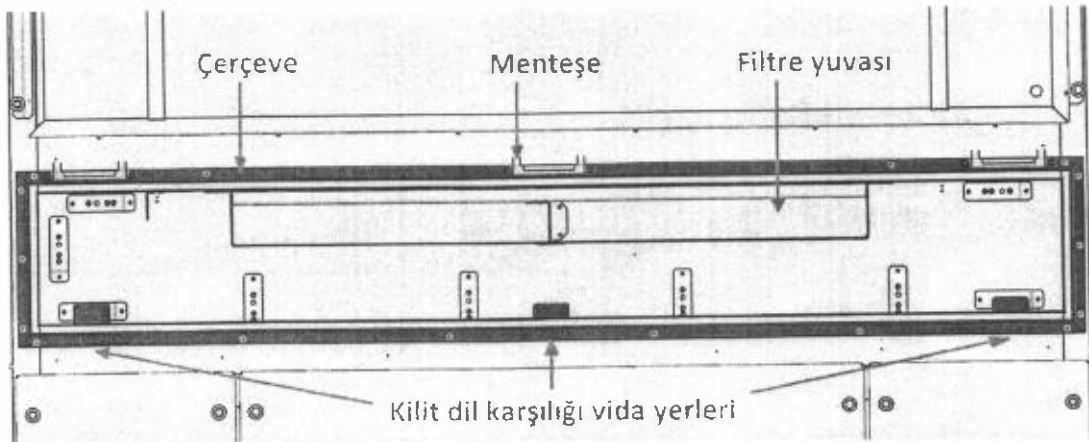 Çerçeve
Menteşe
Filtre yuvası
Kilit dil karşılığı vida yerleri